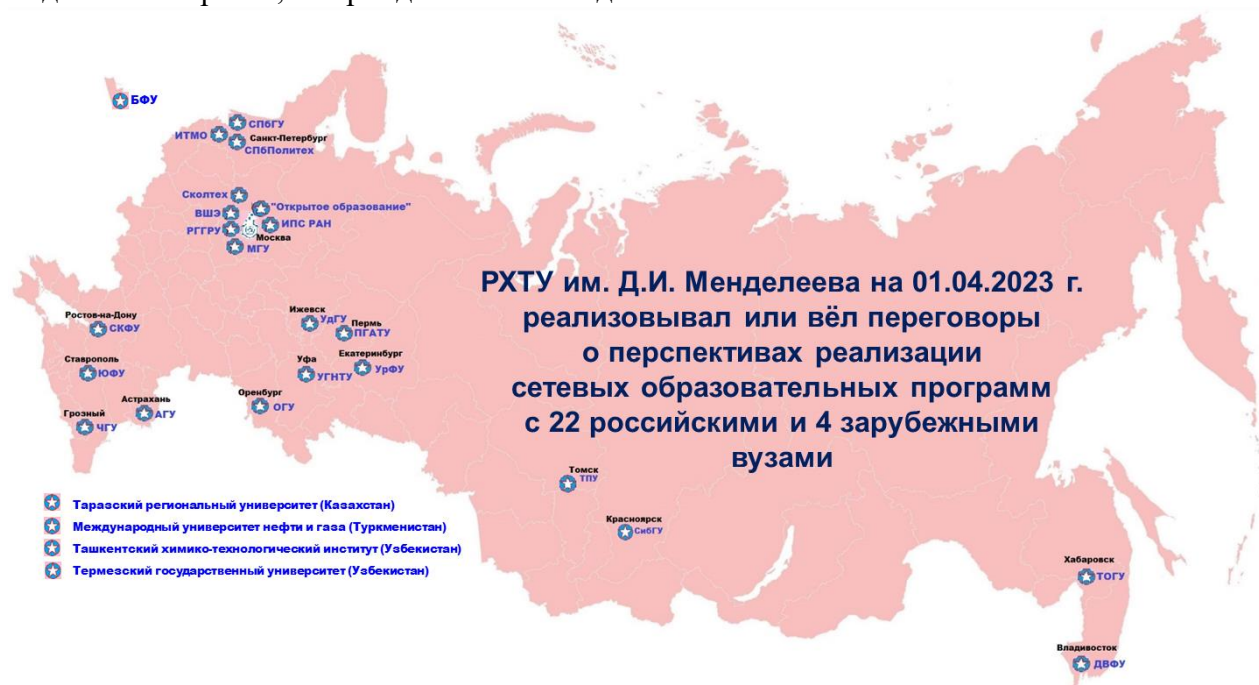 БФУ
СПбГУ
ИТМО
Санкт-Петербург
СПбПолитех
Сколтех
"Открытое образование"
ВШЭ
ИПС РАН
РГГРУ
Москва
МГУ
РХТУ им. Д.И. Менделеева на 01.04.2023 г.
реализовывал или вёл переговоры
о перспективах реализации
сетевых образовательных программ
с 22 российскими и 4 зарубежными
вузами
Ростов-на-Дону
СКФУ
Ижевск
УдГУ
Пермь
ПГАТУ
Ставрополь
ЮФУ
Уфа
УГНТУ
Екатеринбург
УрФУ
Астрахань
АГУ
Оренбург
ОГУ
Грозный
ЧГУ
Томск
ТПУ
Красноярск
СибГУ
Хабаровск
ТОГУ
Владивосток
ДВФУ
Таразский региональный университет (Казахстан)
Международный университет нефти и газа (Туркменистан)
Ташкентский химико-технологический институт (Узбекистан)
Термезский государственный университет (Узбекистан)